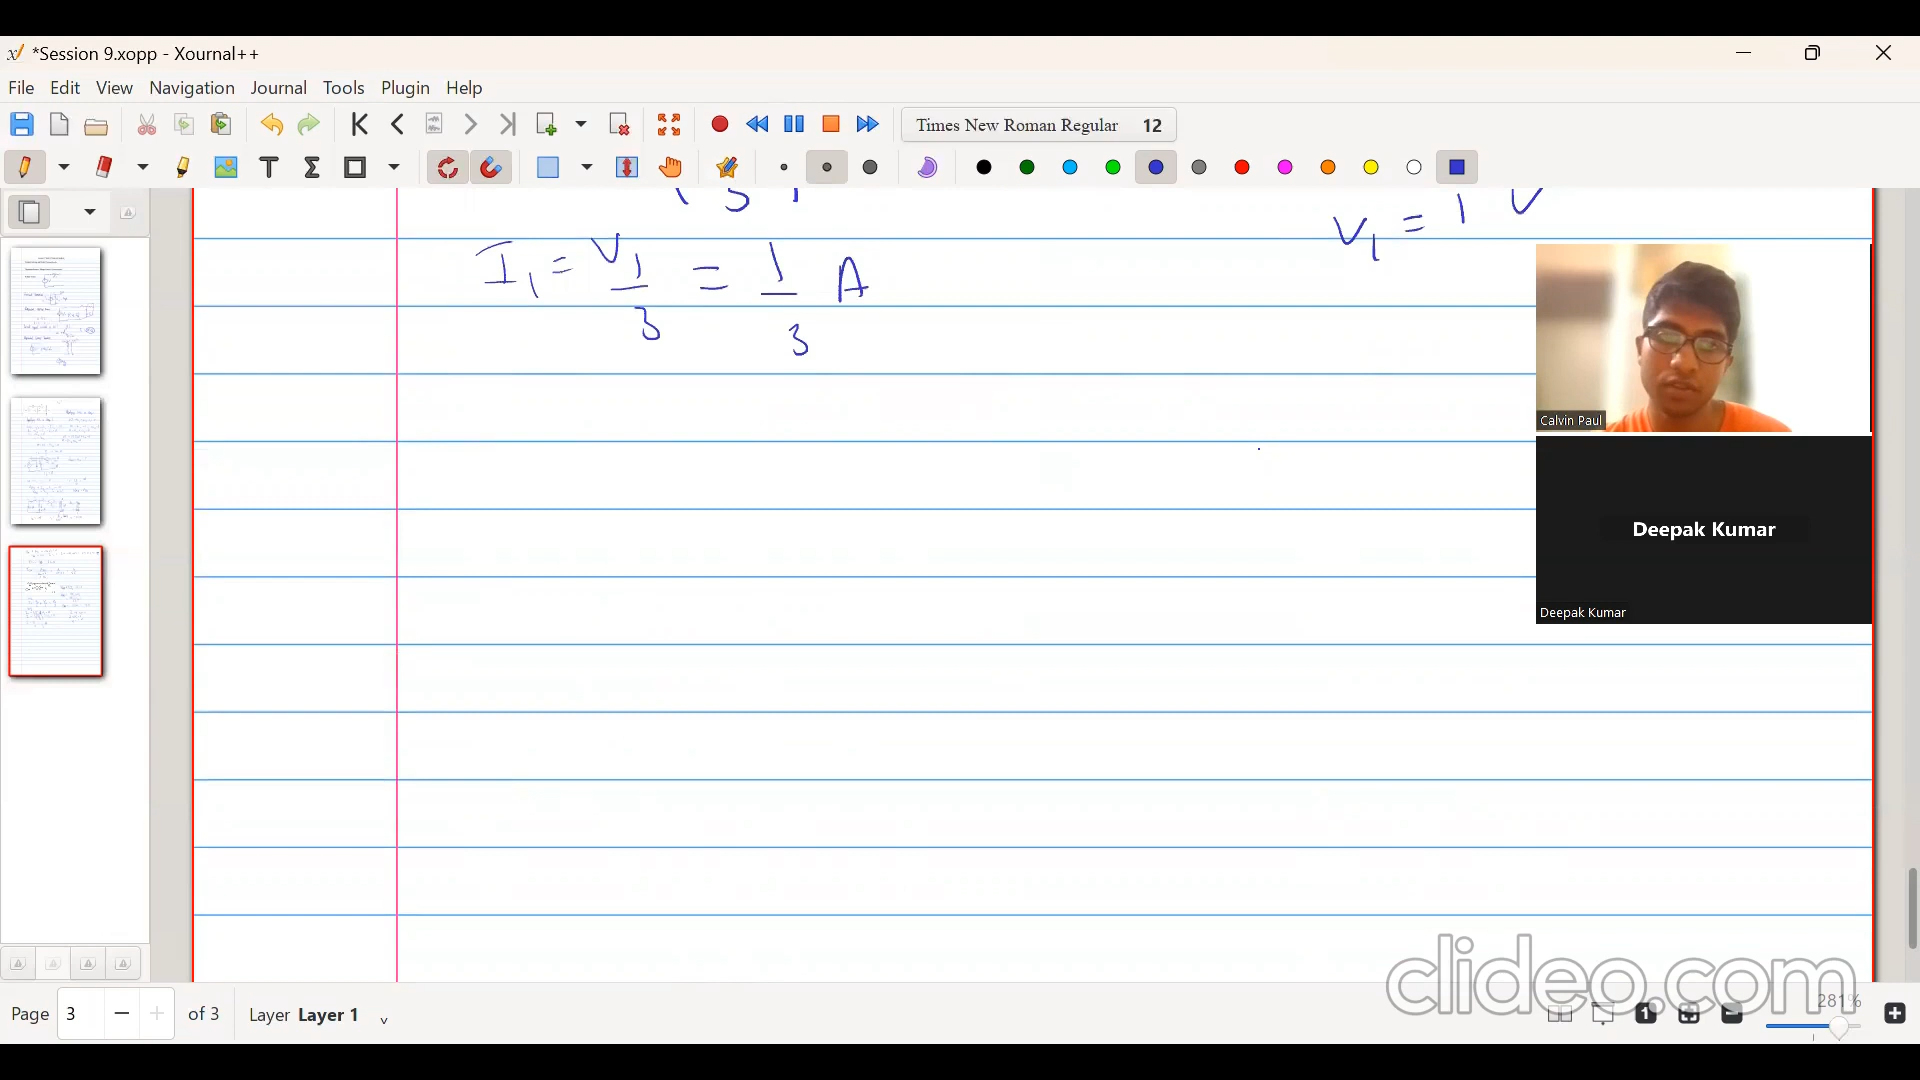 *Session 9.xopp - Xournal++
File Edit View Navigation Journal Tools Plugin Help
Times New Roman Regular 12
V₁ = 1 V
I₁ = V₁/3 = 1/3 A
Calvin Paul
Deepak Kumar
Deepak Kumar
clideo.com
Page 3 of 3 Layer Layer 1
281%